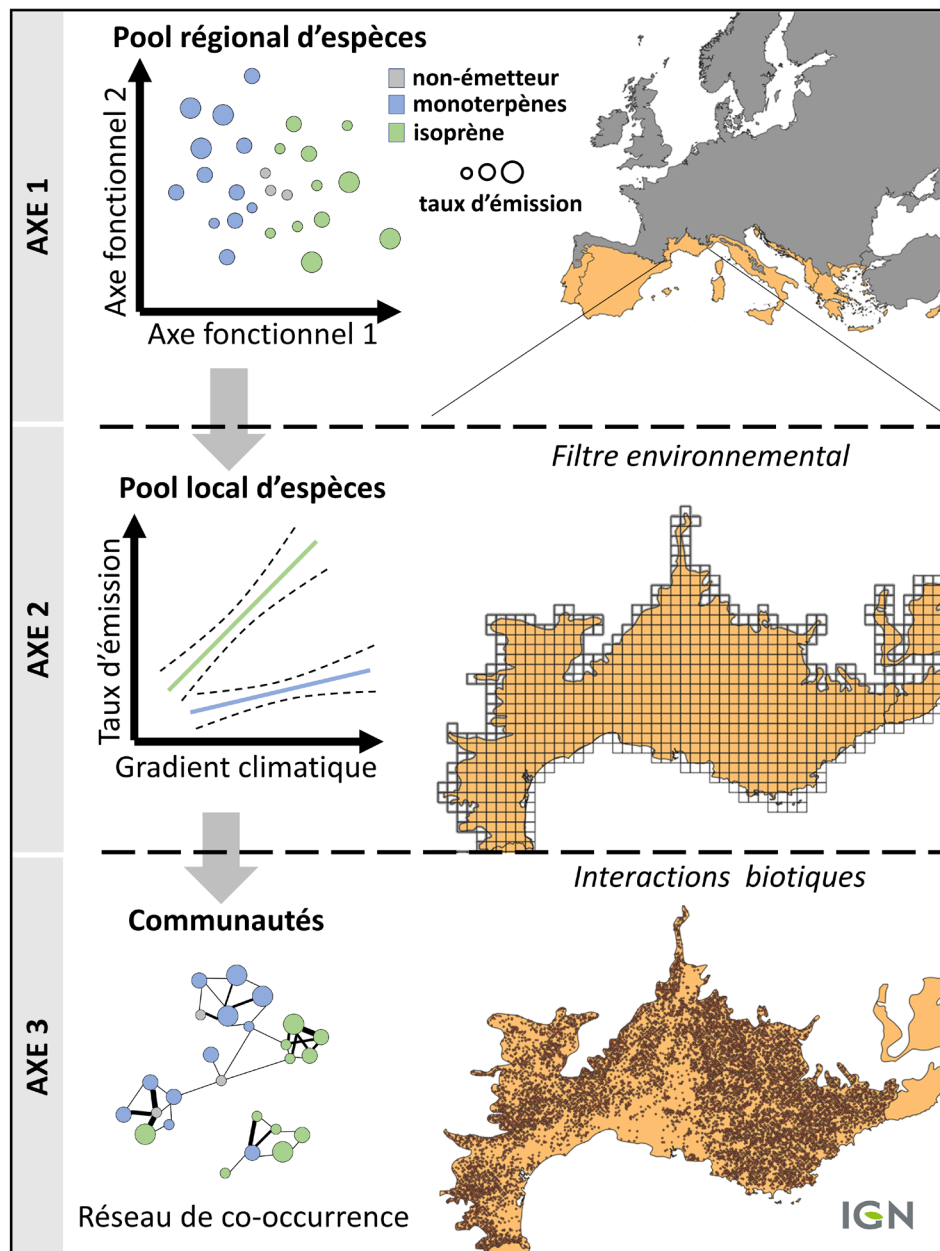 AXE 1
Pool régional d'espèces
Axe fonctionnel 2
Axe fonctionnel 1
non-émetteur
monoterpènes
isoprène
taux d'émission
AXE 2
Filtre environnemental
Pool local d'espèces
Taux d'émission
Gradient climatique
AXE 3
Interactions biotiques
Communautés
Réseau de co-occurrence
IGN